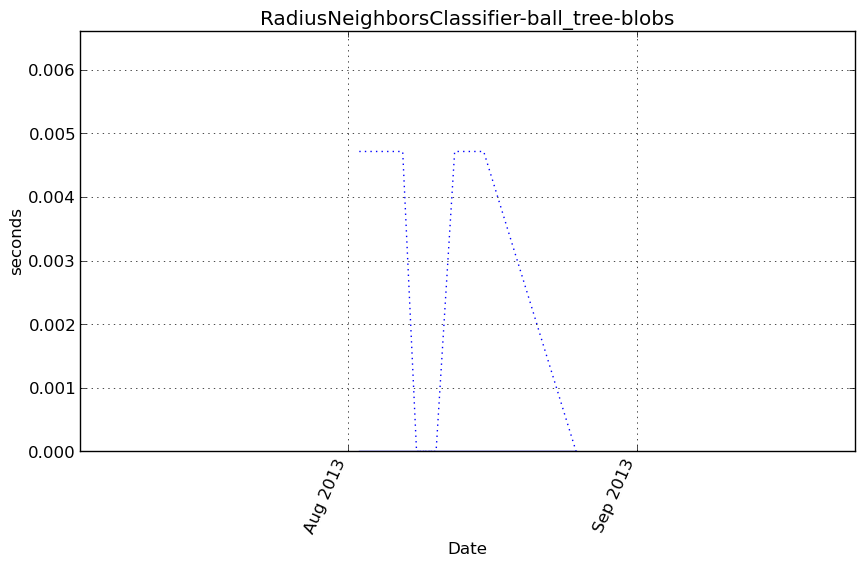 RadiusNeighborsClassifier-ball_tree-blobs
0.006
0.005
0.004
0.003
0.002
0.001
0.000
seconds
Aug 2013
Sep 2013
Date